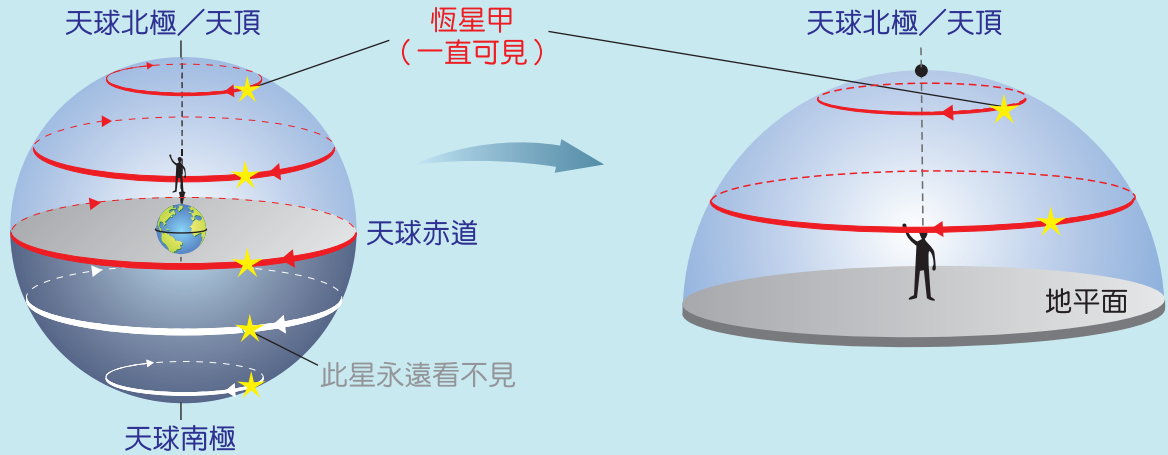 天球北極／天頂
恆星甲
（一直可見）
天球北極／天頂
天球赤道
地平面
此星永遠看不見
天球南極